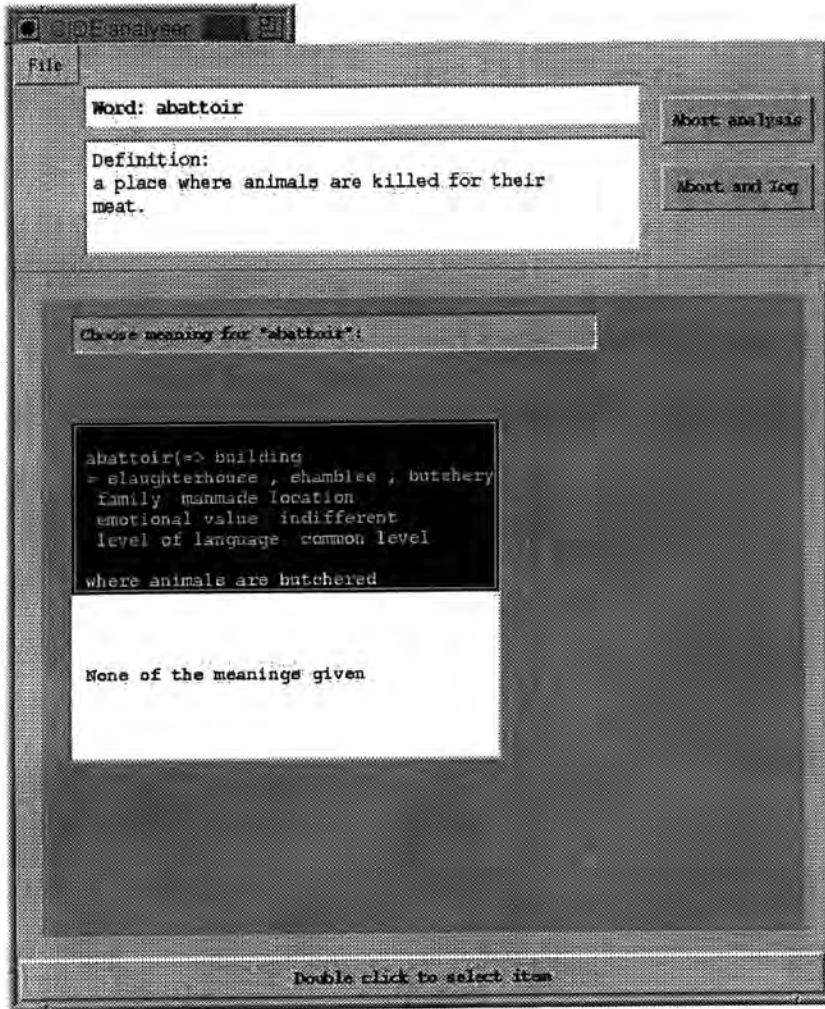 CIDE analyser
File
Word: abattoir
Abort analysis
Definition:
a place where animals are killed for their
meat.
Abort and log
Choose meaning for "abattoir":
abattoir(=> building
= slaughterhouse , shambles , butchery
family manmade location
emotional value indifferent
level of language common level
where animals are butchered
None of the meanings given
Double click to select item